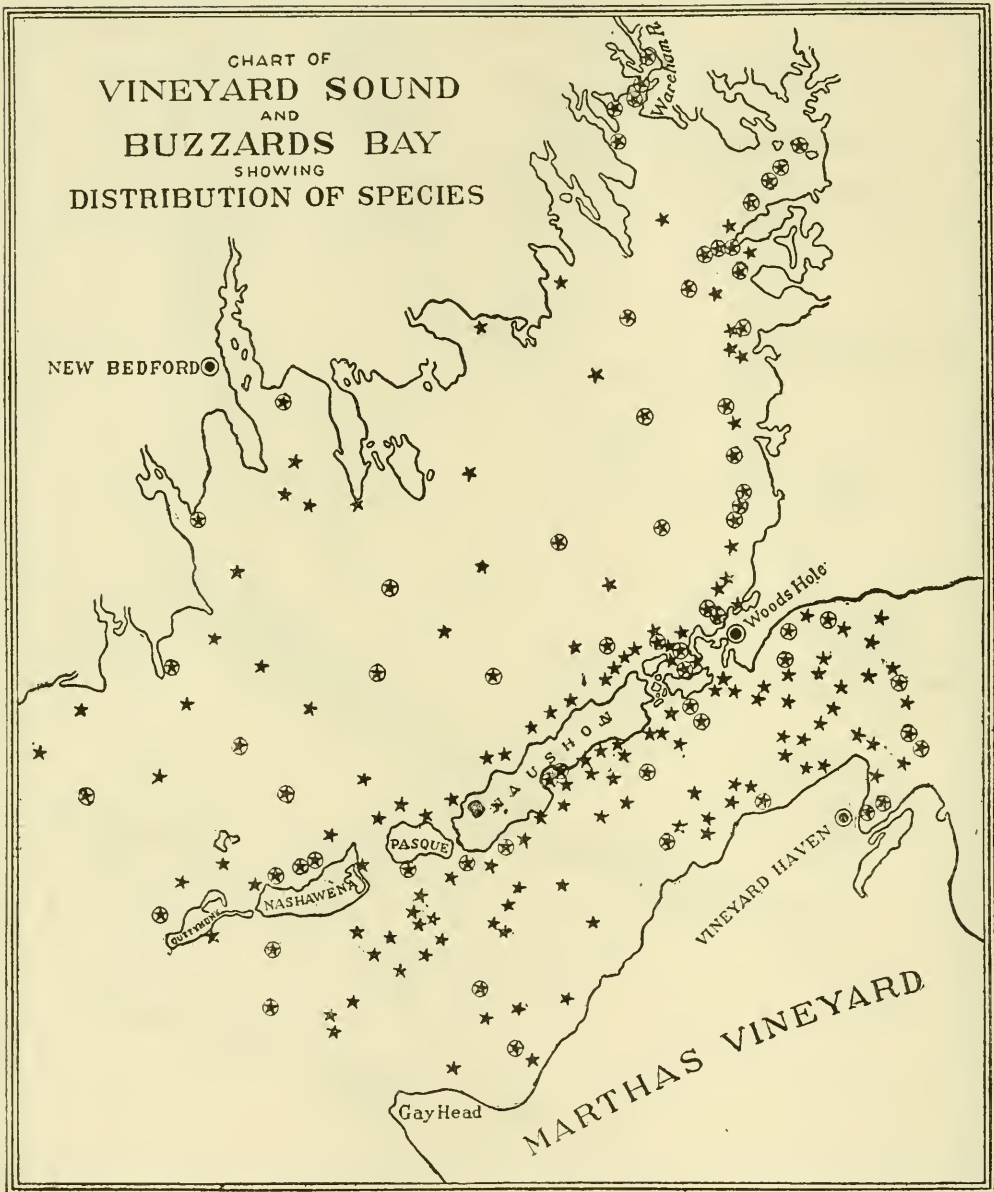 CHART OF
VINEYARD SOUND
AND
BUZZARDS BAY
SHOWING
DISTRIBUTION OF SPECIES
Wareham R.
NEW BEDFORD
Woods Hole
NAUSHON
PASQUE
NASHAWENA
CUTTYHUNK
VINEYARD HAVEN
MARTHAS VINEYARD
Gay Head